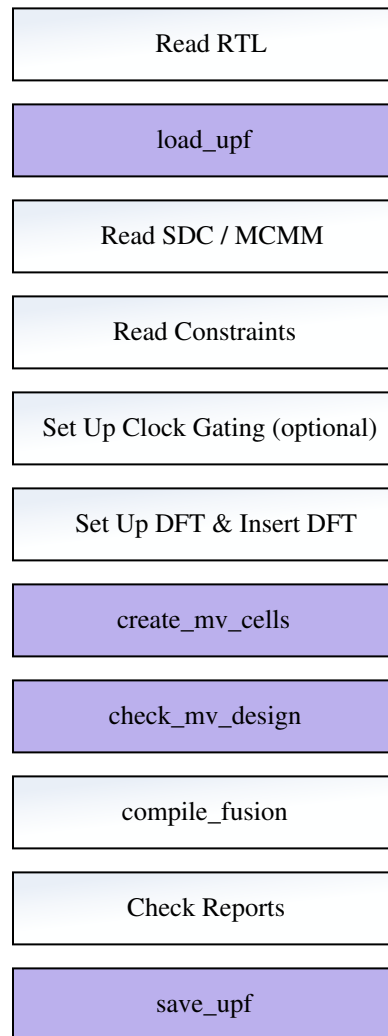 Read RTL
load_upf
Read SDC / MCMM
Read Constraints
Set Up Clock Gating (optional)
Set Up DFT & Insert DFT
create_mv_cells
check_mv_design
compile_fusion
Check Reports
save_upf